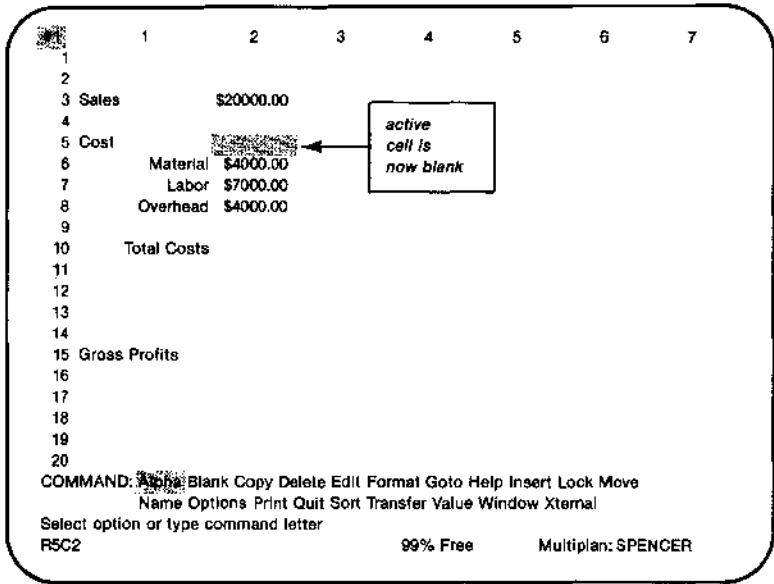 #1 1 2 3 4 5 6 7
1
2
3 Sales $20000.00
4
5 Cost
6 Material $4000.00
7 Labor $7000.00
8 Overhead $4000.00
9
10 Total Costs
11
12
13
14
15 Gross Profits
16
17
18
19
20
active
cell is
now blank
COMMAND: Alpha Blank Copy Delete Edit Format Goto Help Insert Lock Move
Name Options Print Quit Sort Transfer Value Window Xternal
Select option or type command letter
R5C2 99% Free Multiplan: SPENCER